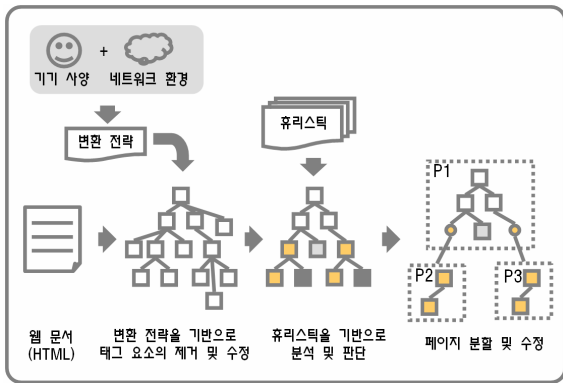 +
기기 사양 네트워크 환경
변환 전략
휴리스틱
P1
P2
P3
웹 문서
(HTML)
변환 전략을 기반으로
태그 요소의 제거 및 수정
휴리스틱을 기반으로
분석 및 판단
페이지 분할 및 수정